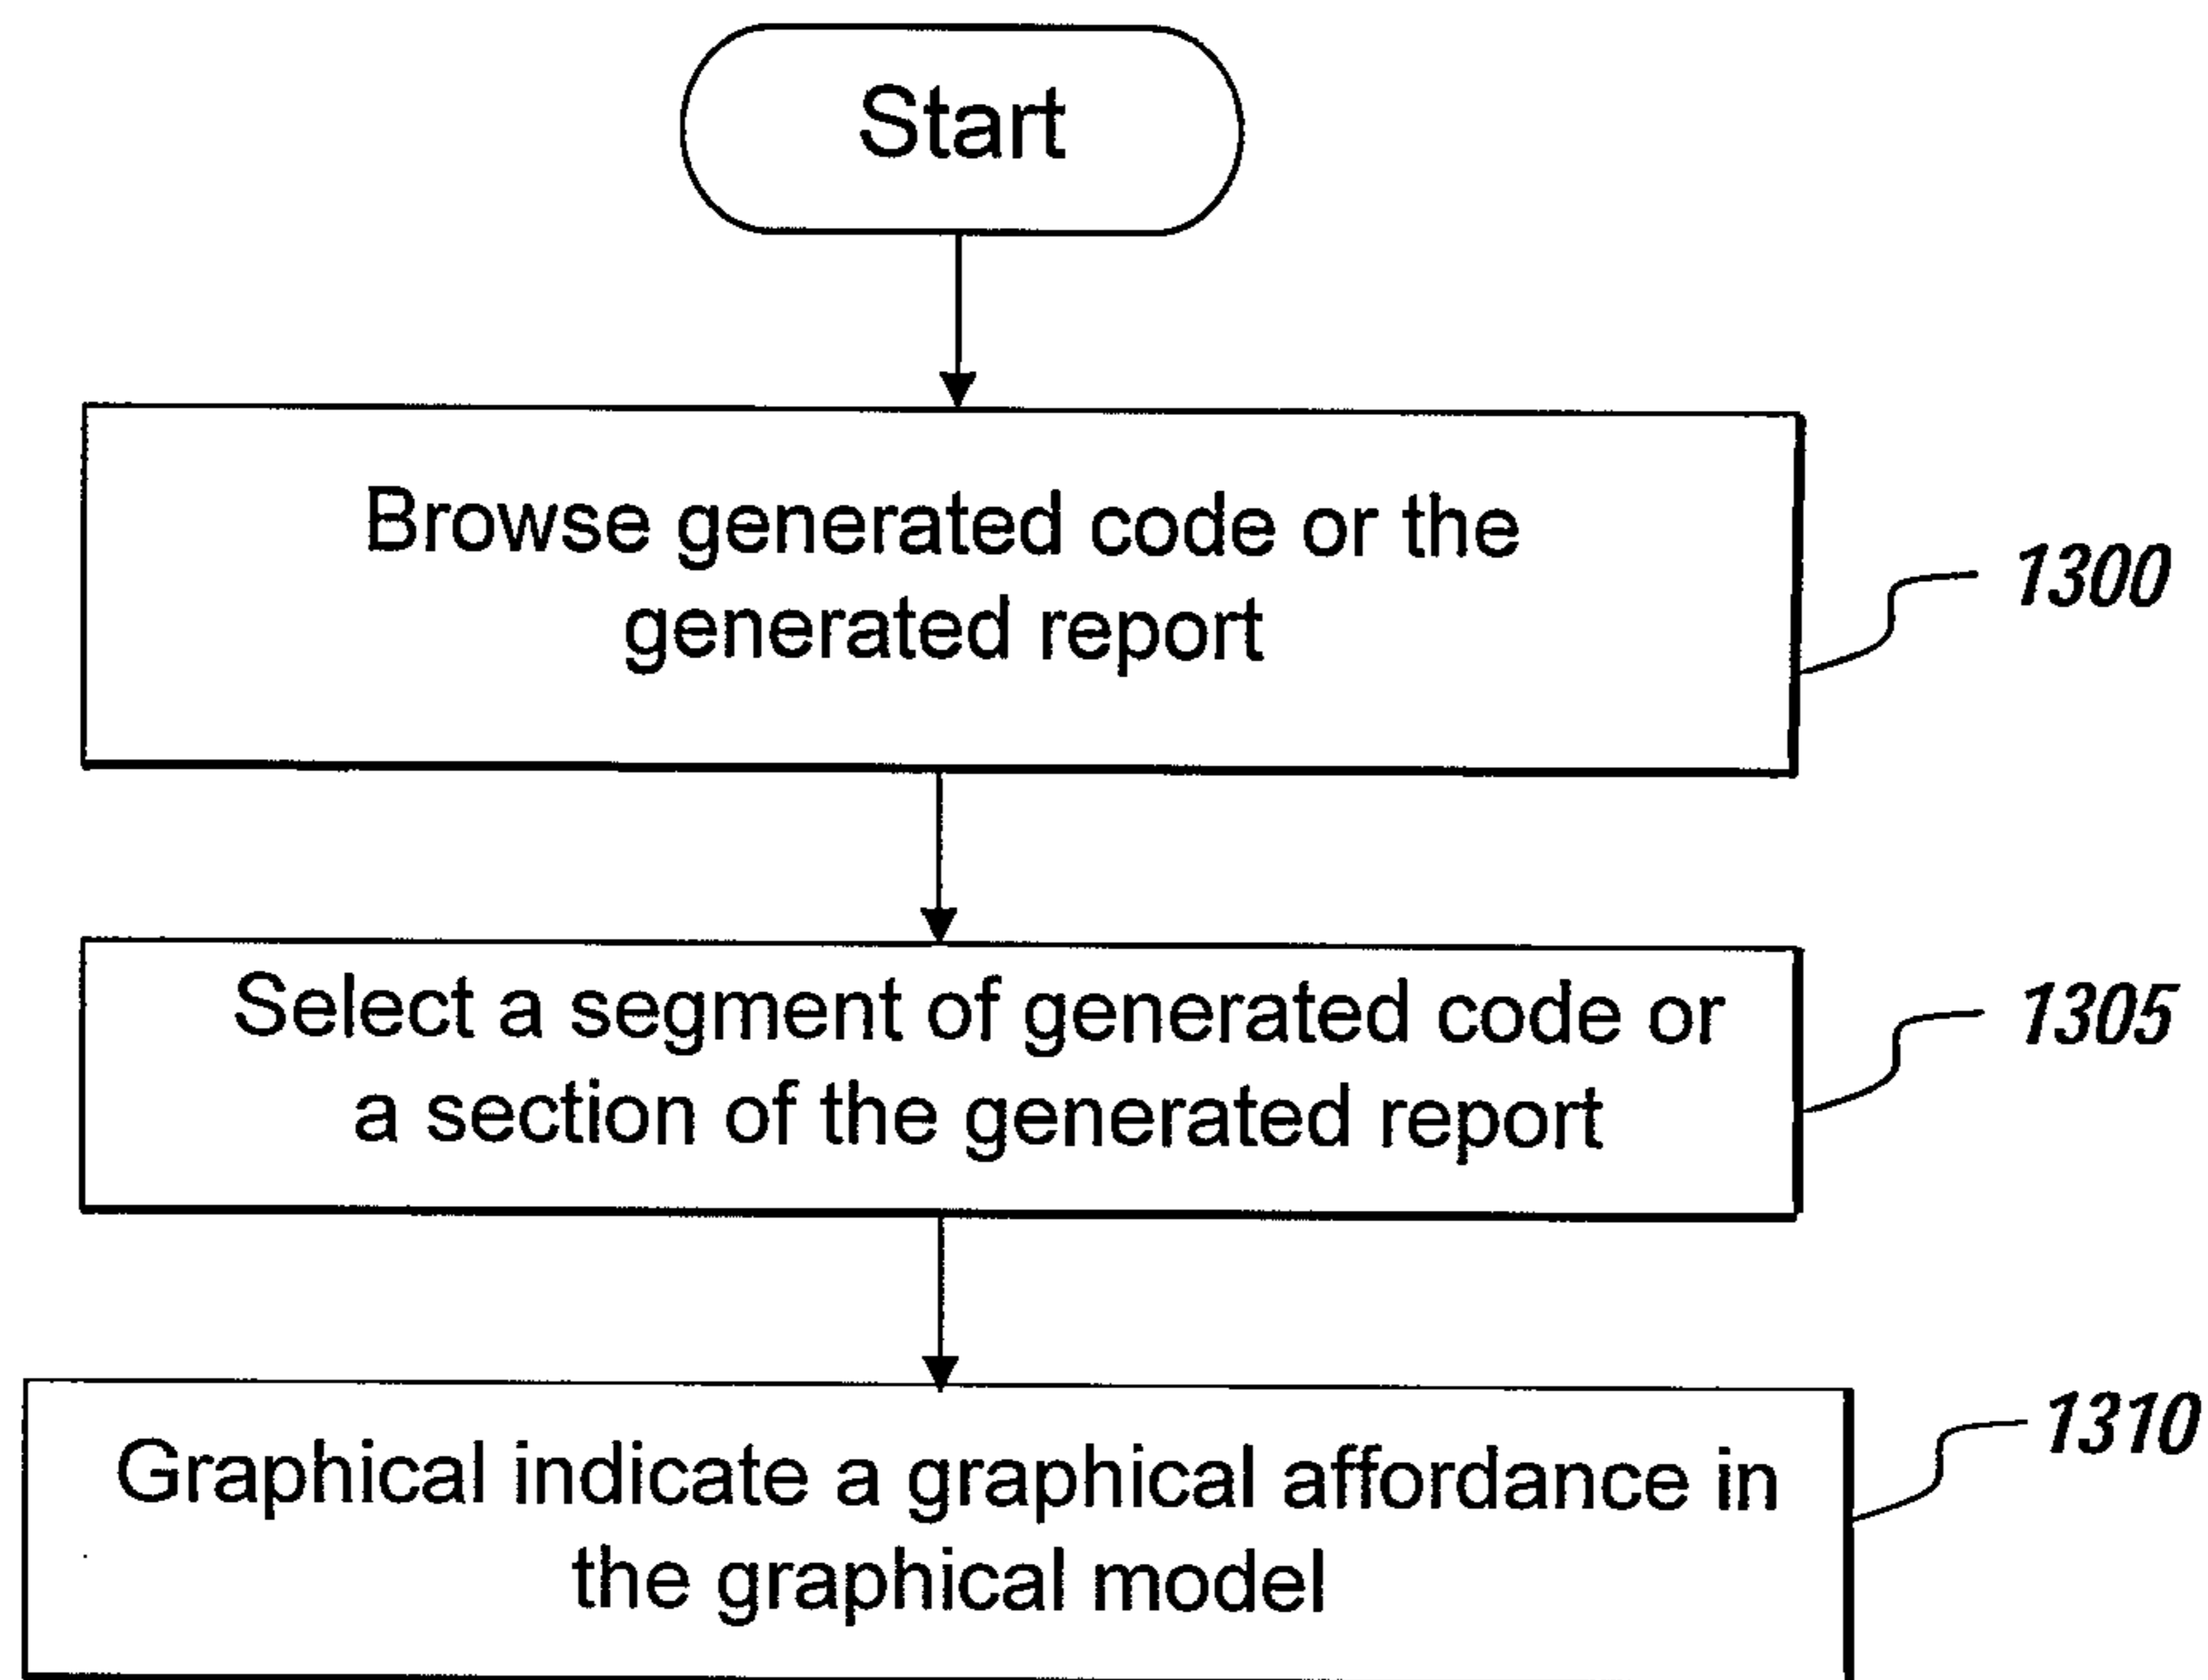 Start
Browse generated code or the
generated report
1300
Select a segment of generated code or
a section of the generated report
1305
Graphical indicate a graphical affordance in
the graphical model
1310